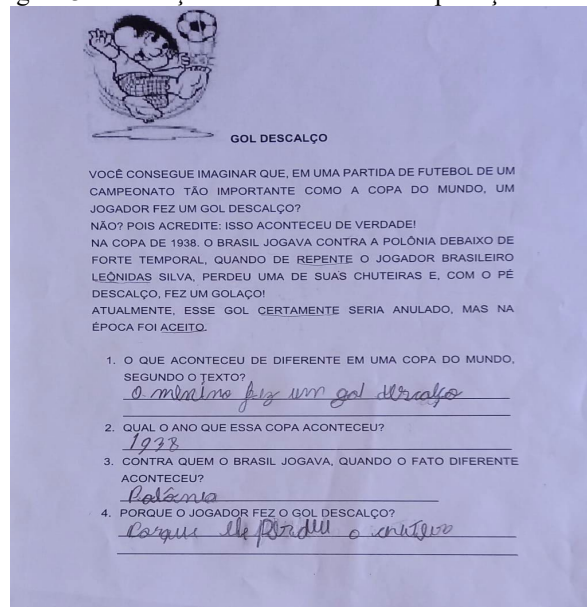 GOL DESCALÇO
VOCÊ CONSEGUE IMAGINAR QUE, EM UMA PARTIDA DE FUTEBOL DE UM
CAMPEONATO TÃO IMPORTANTE COMO A COPA DO MUNDO, UM
JOGADOR FEZ UM GOL DESCALÇO?
NÃO? POIS ACREDITE: ISSO ACONTECEU DE VERDADE!
NA COPA DE 1938. O BRASIL JOGAVA CONTRA A POLÔNIA DEBAIXO DE
FORTE TEMPORAL, QUANDO DE REPENTE O JOGADOR BRASILEIRO
LEÔNIDAS SILVA, PERDEU UMA DE SUAS CHUTEIRAS E, COM O PÉ
DESCALÇO, FEZ UM GOLAÇO!
ATUALMENTE, ESSE GOL CERTAMENTE SERIA ANULADO, MAS NA
ÉPOCA FOI ACEITO.
1. O QUE ACONTECEU DE DIFERENTE EM UMA COPA DO MUNDO,
SEGUNDO O TEXTO?
O menino fez um gol descalço
2. QUAL O ANO QUE ESSA COPA ACONTECEU?
1938
3. CONTRA QUEM O BRASIL JOGAVA, QUANDO O FATO DIFERENTE
ACONTECEU?
Polônia
4. PORQUE O JOGADOR FEZ O GOL DESCALÇO?
Porque ele perdeu o